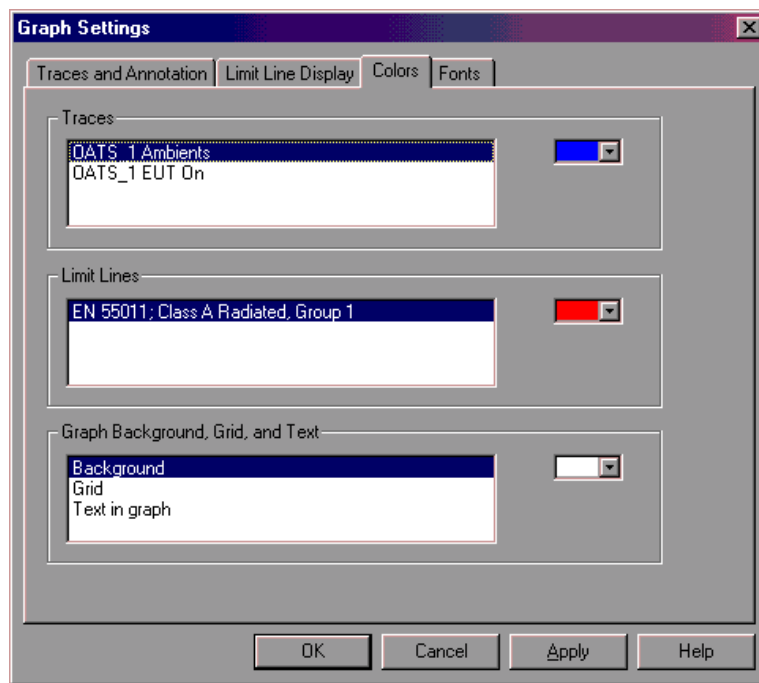 Graph Settings
Traces and Annotation
Limit Line Display
Colors
Fonts
Traces
OATS_1 Ambients
OATS_1 EUT On
Limit Lines
EN 55011; Class A Radiated, Group 1
Graph Background, Grid, and Text
Background
Grid
Text in graph
OK
Cancel
Apply
Help